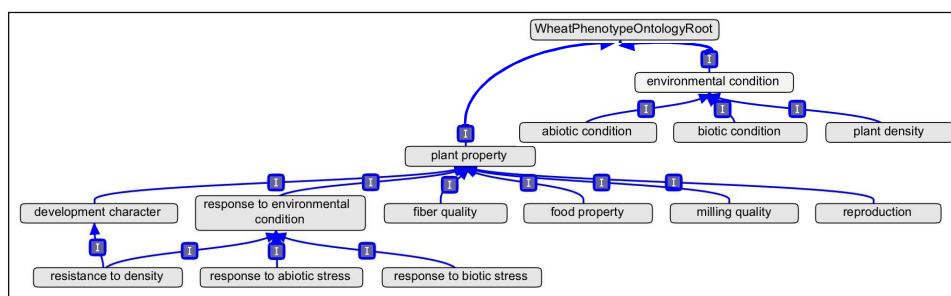 WheatPhenotypeOntologyRoot
I
environmental condition
I I I
abiotic condition biotic condition plant density
I
plant property
I I I I I I
development character response to environmental condition fiber quality food property milling quality reproduction
I I I I
resistance to density response to abiotic stress response to biotic stress